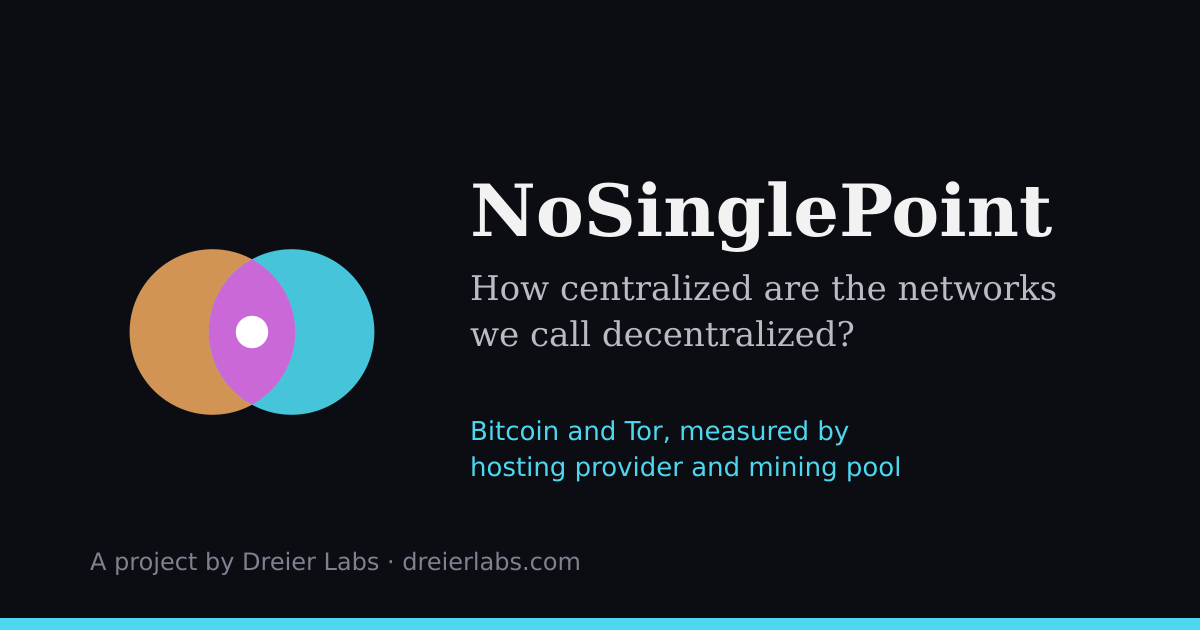 NoSinglePoint
How centralized are the networks
we call decentralized?
Bitcoin and Tor, measured by
hosting provider and mining pool
A project by Dreier Labs · dreierlabs.com